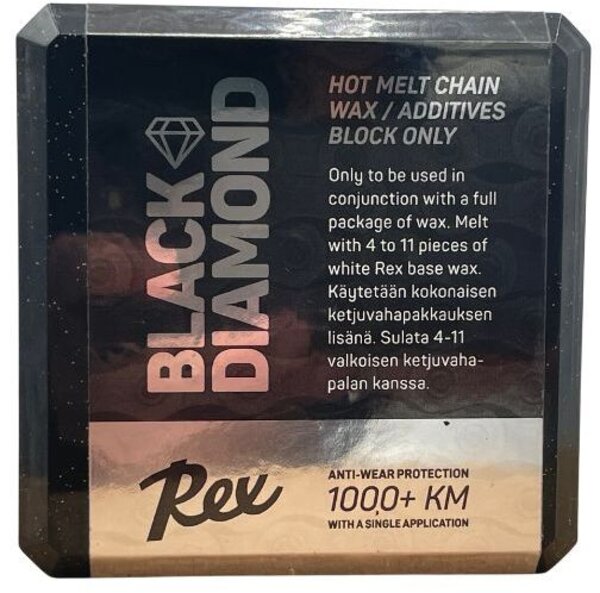 BLACK
DIAMOND
HOT MELT CHAIN
WAX / ADDITIVES
BLOCK ONLY
Only to be used in
conjunction with a full
package of wax. Melt
with 4 to 11 pieces of
white Rex base wax.
Käytetään kokonaisen
ketjuvahapakkauksen
lisänä. Sulata 4-11
valkoisen ketjuvaha-
palan kanssa.
Rex
ANTI-WEAR PROTECTION
1000+ KM
WITH A SINGLE APPLICATION